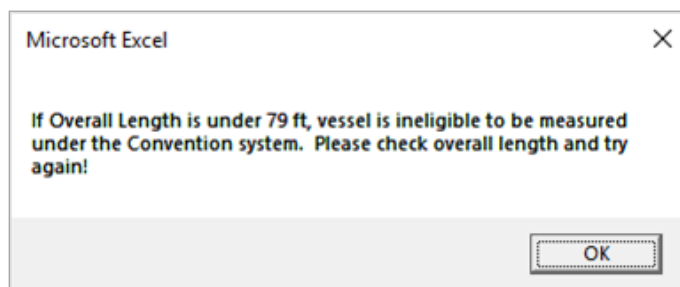 Microsoft Excel
If Overall Length is under 79 ft, vessel is ineligible to be measured
under the Convention system.  Please check overall length and try
again!
OK